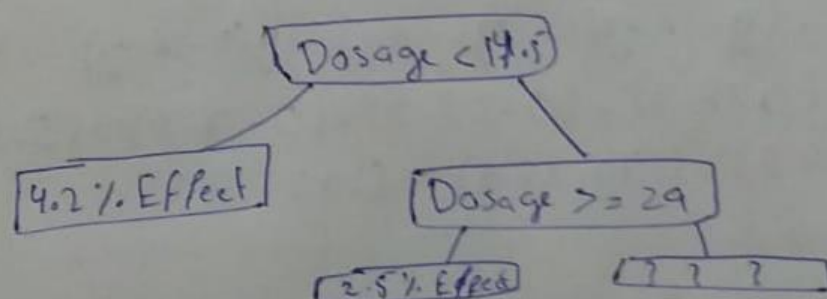 Dosage < 14.5
4.2 % Effect
Dosage >= 29
2.5 % Effect
? ? ?